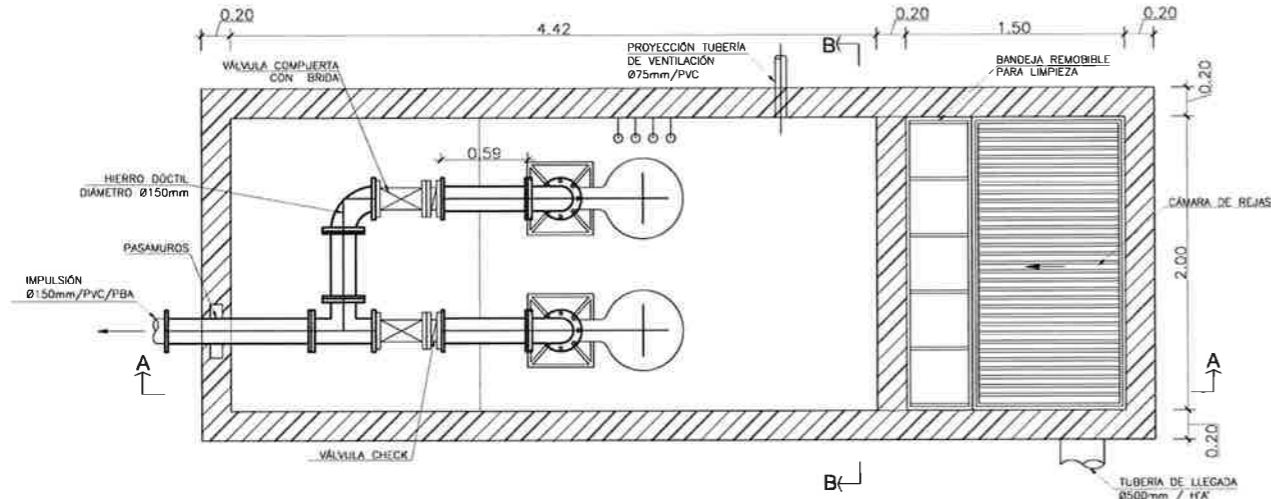 0.20
4.42
0.20
1.50
0.20
B
PROYECCIÓN TUBERÍA
DE VENTILACIÓN
Ø75mm/PVC
BANDEJA REMOBIBLE
PARA LIMPIEZA
VÁLVULA COMPUERTA
CON BRIDA
0.20
0.59
HIERRO DÚCTIL
DIÁMETRO Ø150mm
CÁMARA DE REJAS
PASAMUROS
2.00
IMPULSIÓN
Ø150mm/PVC/PBA
A
A
VÁLVULA CHECK
0.20
B
TUBERÍA DE LLEGADA
Ø500mm /